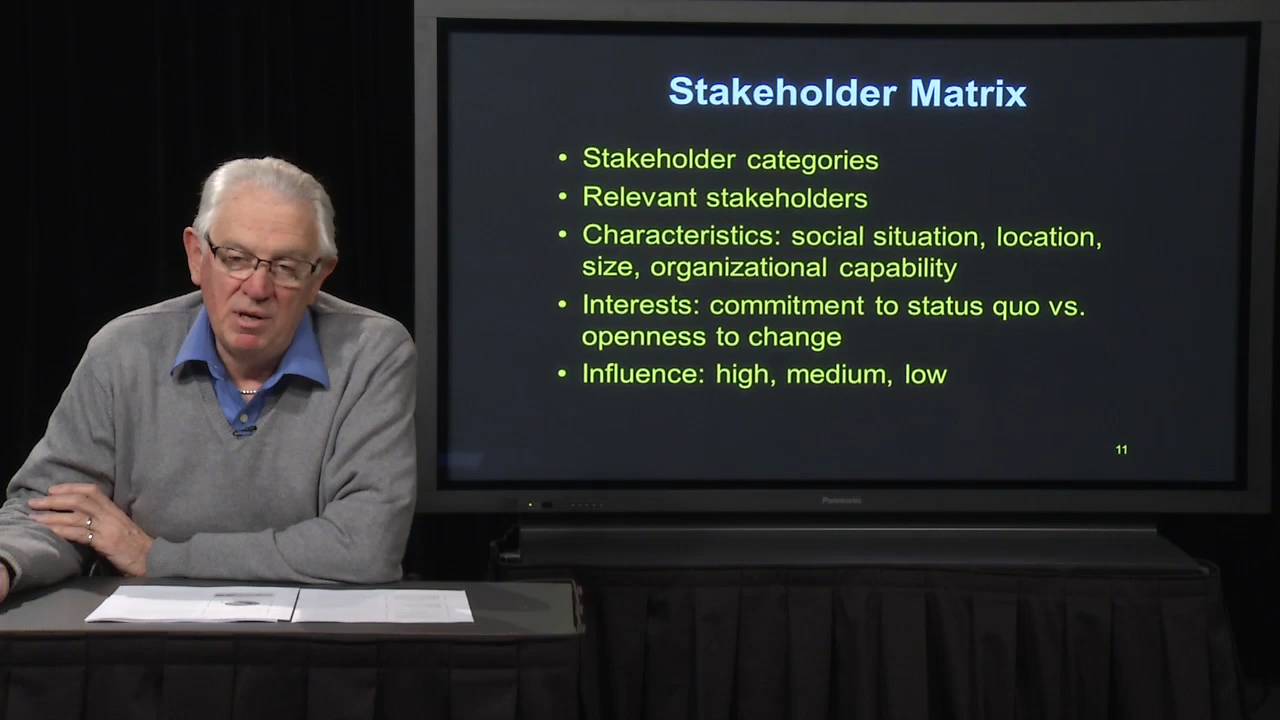 Stakeholder Matrix
• Stakeholder categories
• Relevant stakeholders
• Characteristics: social situation, location,
size, organizational capability
• Interests: commitment to status quo vs.
openness to change
• Influence: high, medium, low
11
Panasonic